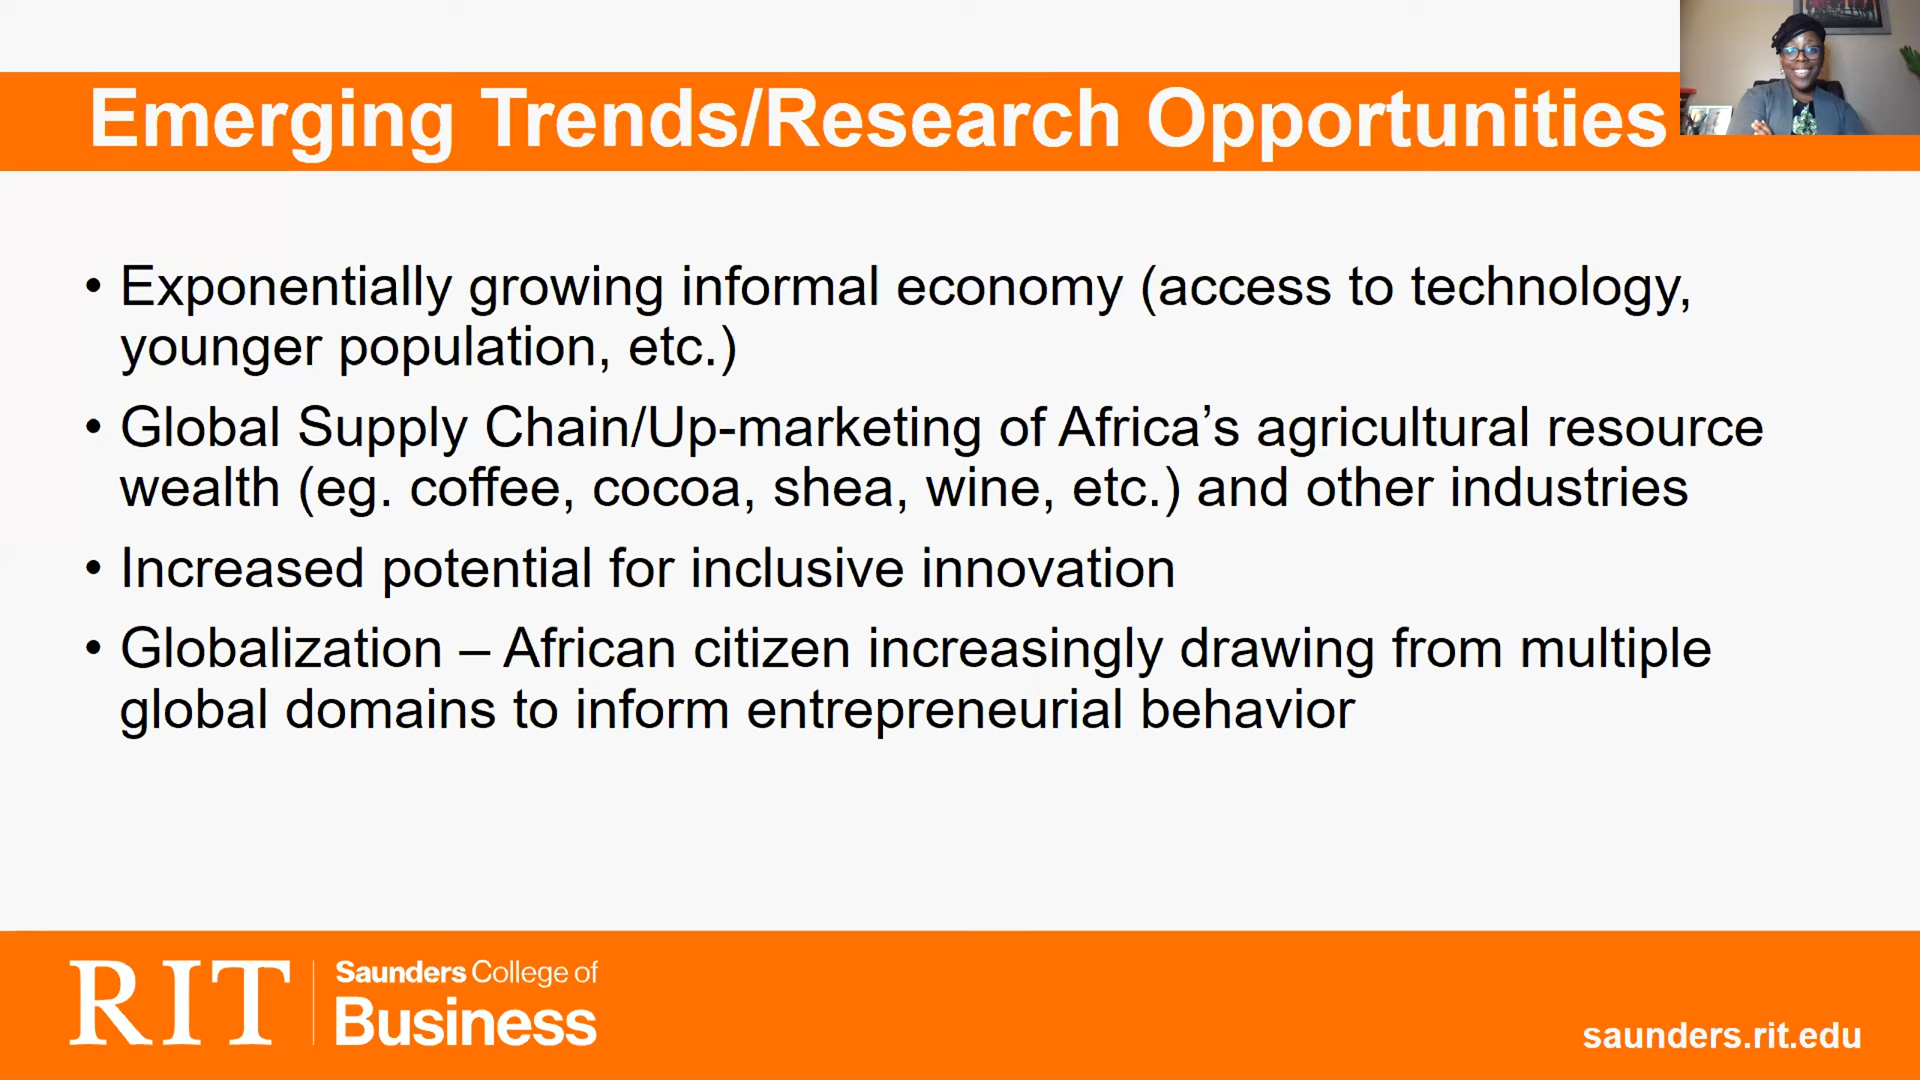 Emerging Trends/Research Opportunities
• Exponentially growing informal economy (access to technology,
younger population, etc.)
• Global Supply Chain/Up-marketing of Africa’s agricultural resource
wealth (eg. coffee, cocoa, shea, wine, etc.) and other industries
• Increased potential for inclusive innovation
• Globalization – African citizen increasingly drawing from multiple
global domains to inform entrepreneurial behavior
RIT
Saunders College of
Business
saunders.rit.edu